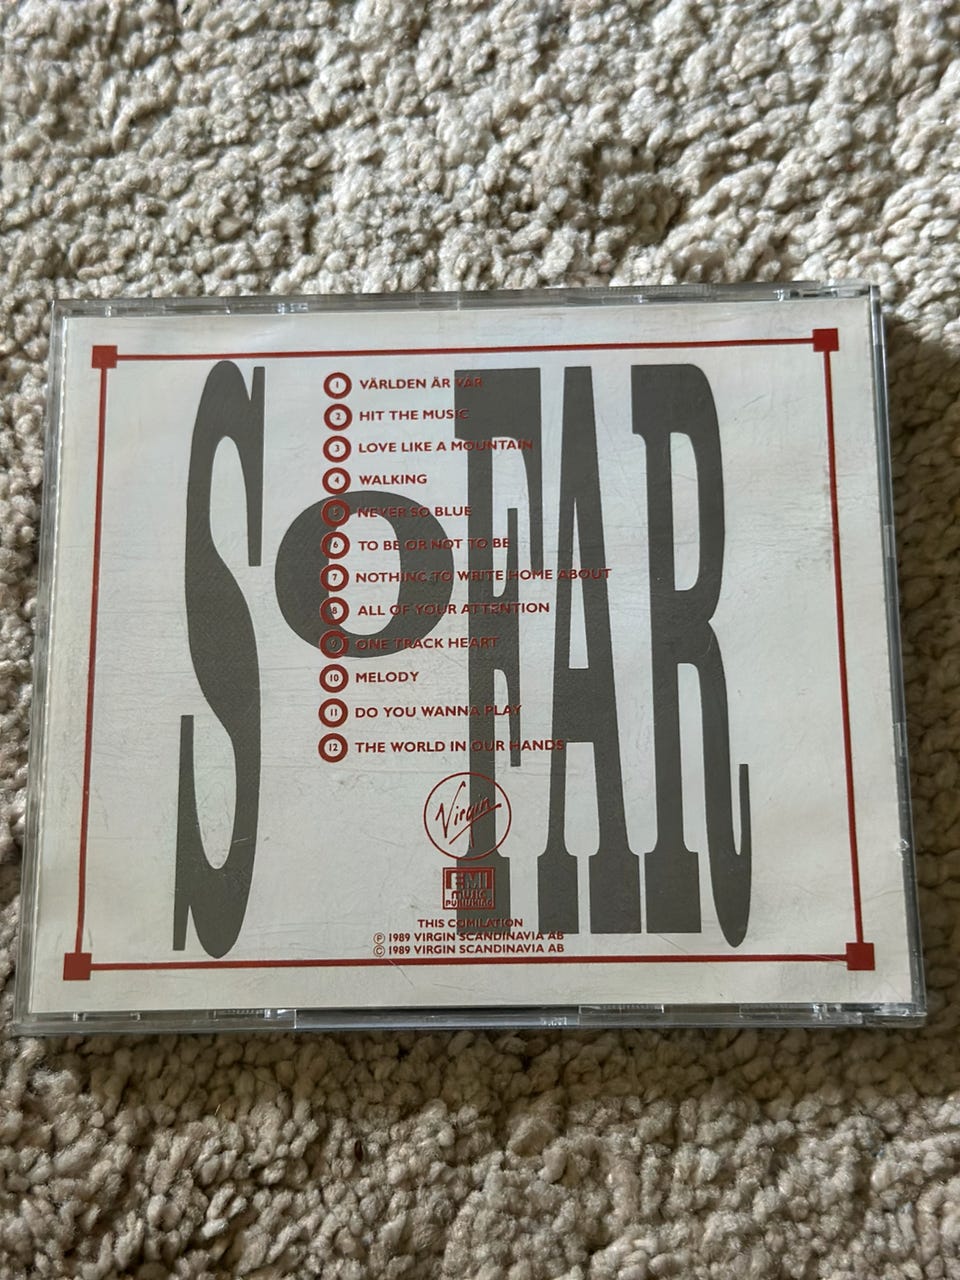 SO FAR
1 VÄRLDEN ÄR VÅR
2 HIT THE MUSIC
3 LOVE LIKE A MOUNTAIN
4 WALKING
5 NEVER SO BLUE
6 TO BE OR NOT TO BE
7 NOTHING TO WRITE HOME ABOUT
8 ALL OF YOUR ATTENTION
9 ONE TRACK HEART
10 MELODY
11 DO YOU WANNA PLAY
12 THE WORLD IN OUR HANDS
Virgin
EMI
MUSIC
PUBLISHING
THIS COMILATION
Ⓟ 1989 VIRGIN SCANDINAVIA AB
© 1989 VIRGIN SCANDINAVIA AB